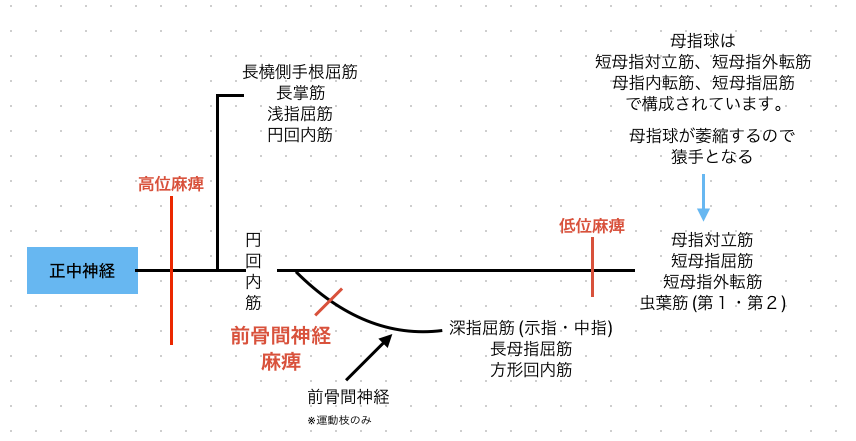 母指球は
短母指対立筋、短母指外転筋
母指内転筋、短母指屈筋
で構成されています。
母指球が萎縮するので
猿手となる
長橈側手根屈筋
長掌筋
浅指屈筋
円回内筋
高位麻痺
低位麻痺
正中神経
円
回
内
筋
母指対立筋
短母指屈筋
短母指外転筋
虫葉筋 (第１・第２)
前骨間神経
麻痺
深指屈筋 (示指・中指)
長母指屈筋
方形回内筋
前骨間神経
※運動枝のみ